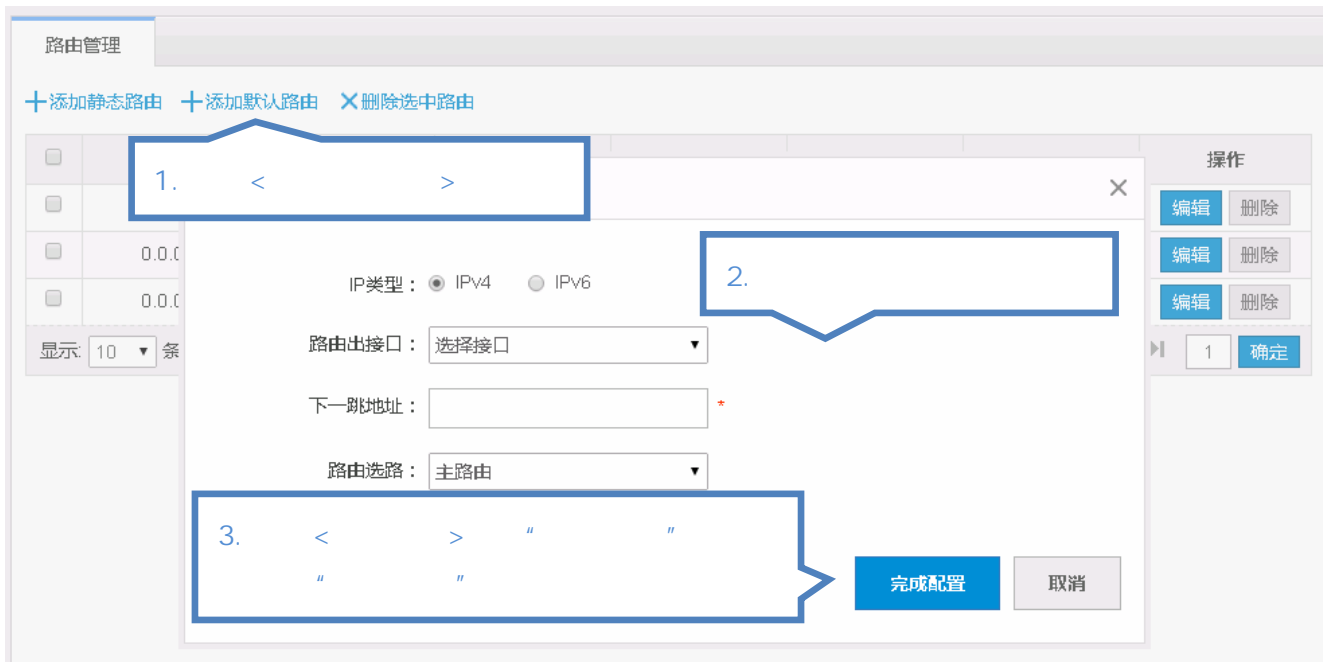 路由管理
添加静态路由 添加默认路由 删除选中路由
操作
1. < >
编辑 删除
0.0.0
编辑 删除
0.0.0
编辑 删除
IP类型： IPv4 IPv6
2.
显示: 10 条
1 确定
路由出接口： 选择接口
下一跳地址： *
路由选路： 主路由
3. < > “ ”
“ ”
完成配置 取消